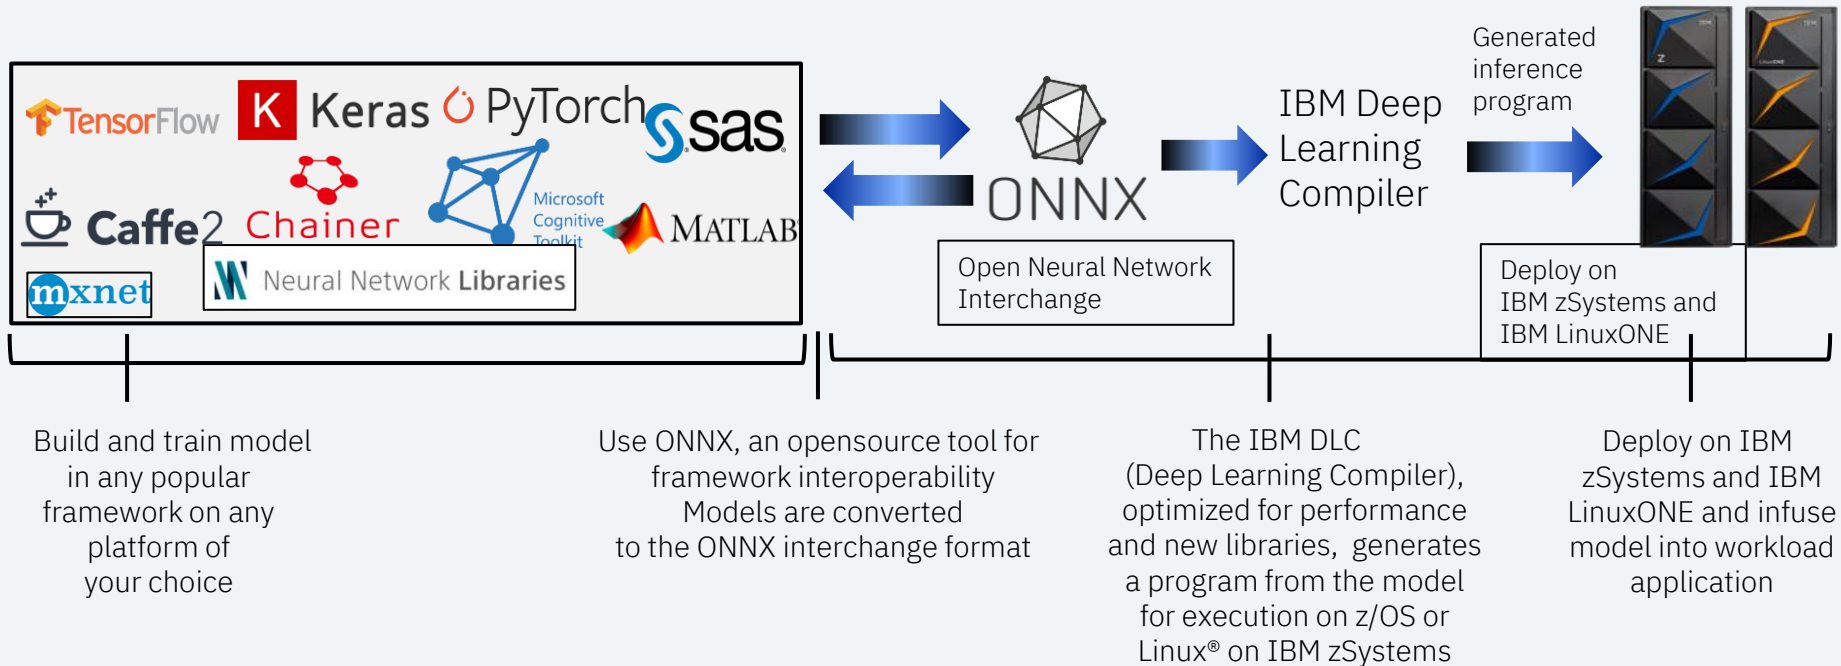 TensorFlow
K Keras
PyTorch
sas
Caffe2
Chainer
Microsoft
Cognitive
Toolkit
MATLAB
mxnet
N Neural Network Libraries
ONNX
Open Neural Network
Interchange
IBM Deep
Learning
Compiler
Generated
inference
program
IBM
Z
LinuxONE
Deploy on
IBM zSystems and
IBM LinuxONE
Build and train model
in any popular
framework on any
platform of
your choice
Use ONNX, an opensource tool for
framework interoperability
Models are converted
to the ONNX interchange format
The IBM DLC
(Deep Learning Compiler),
optimized for performance
and new libraries, generates
a program from the model
for execution on z/OS or
Linux® on IBM zSystems
Deploy on IBM
zSystems and IBM
LinuxONE and infuse
model into workload
application